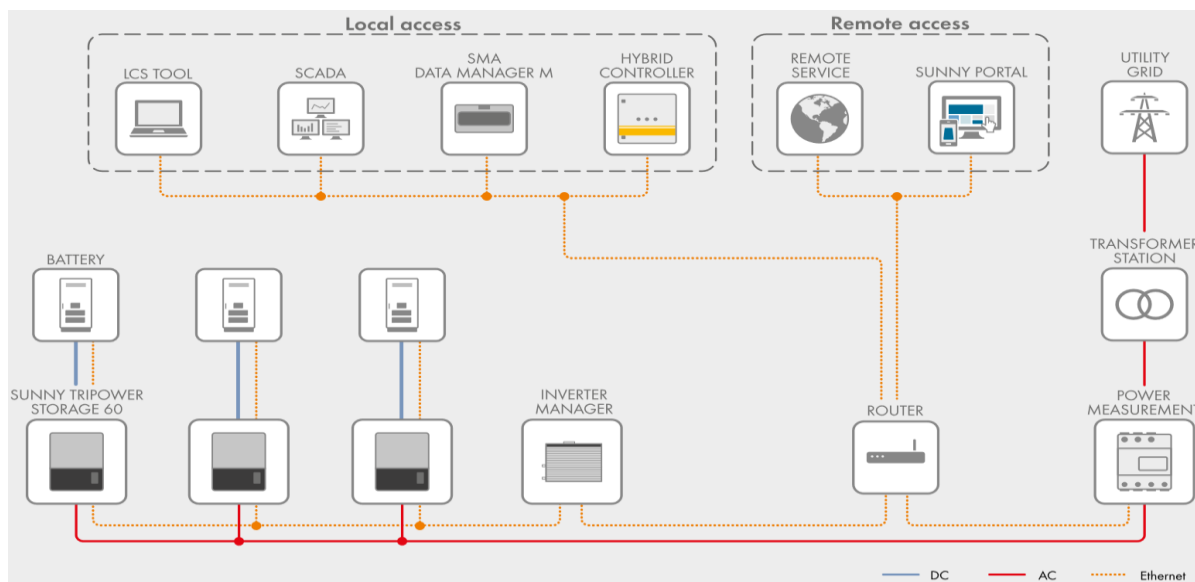 Local access
Remote access
LCS TOOL
SCADA
SMA
DATA MANAGER M
HYBRID
CONTROLLER
REMOTE
SERVICE
SUNNY PORTAL
UTILITY
GRID
BATTERY
TRANSFORMER
STATION
SUNNY TRIPOWER
STORAGE 60
INVERTER
MANAGER
ROUTER
POWER
MEASUREMENT
DC
AC
Ethernet